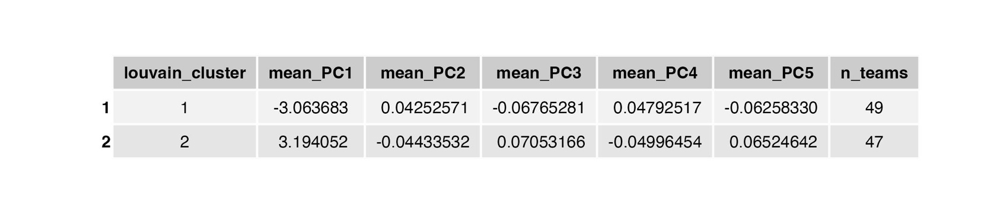 louvain_cluster mean_PC1 mean_PC2 mean_PC3 mean_PC4 mean_PC5 n_teams
1 1 -3.063683 0.04252571 -0.06765281 0.04792517 -0.06258330 49
2 2 3.194052 -0.04433532 0.07053166 -0.04996454 0.06524642 47